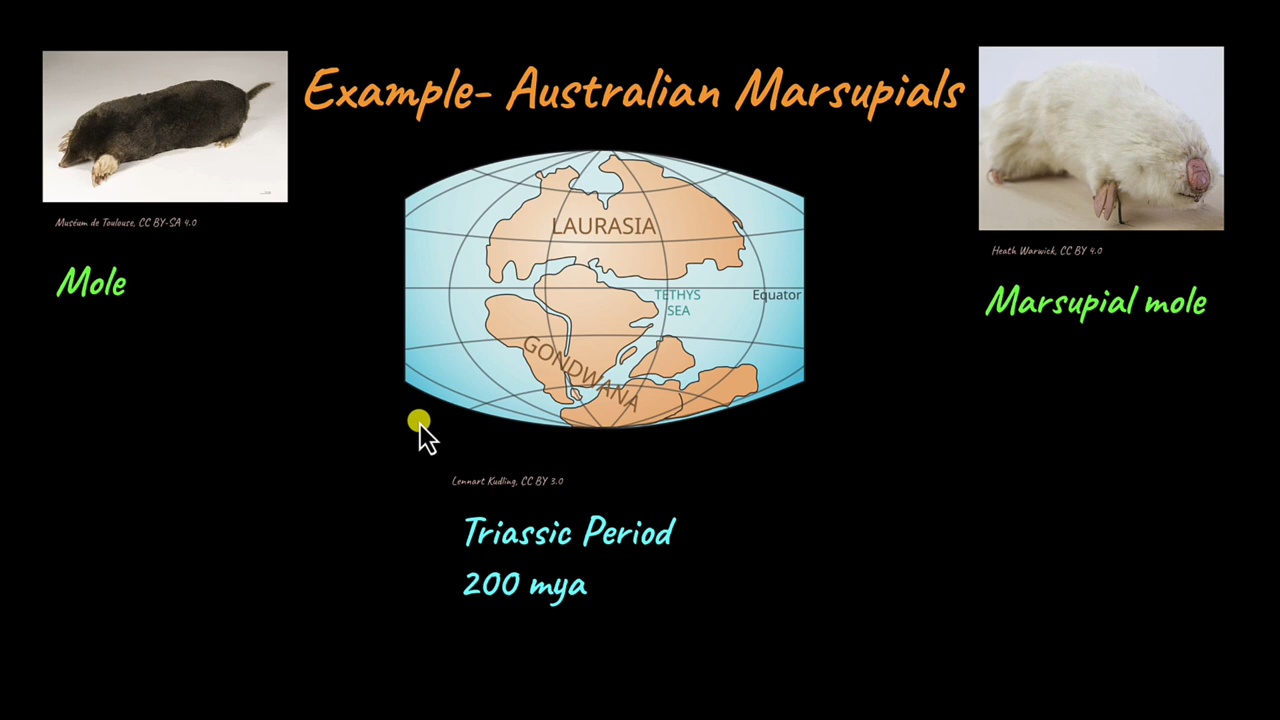 Example- Australian Marsupials
Muséum de Toulouse, CC BY-SA 4.0
Mole
LAURASIA
TETHYS
SEA
Equator
GONDWANA
Lennart Kudling, CC BY 3.0
Triassic Period
200 mya
Heath Warwick, CC BY 4.0
Marsupial mole